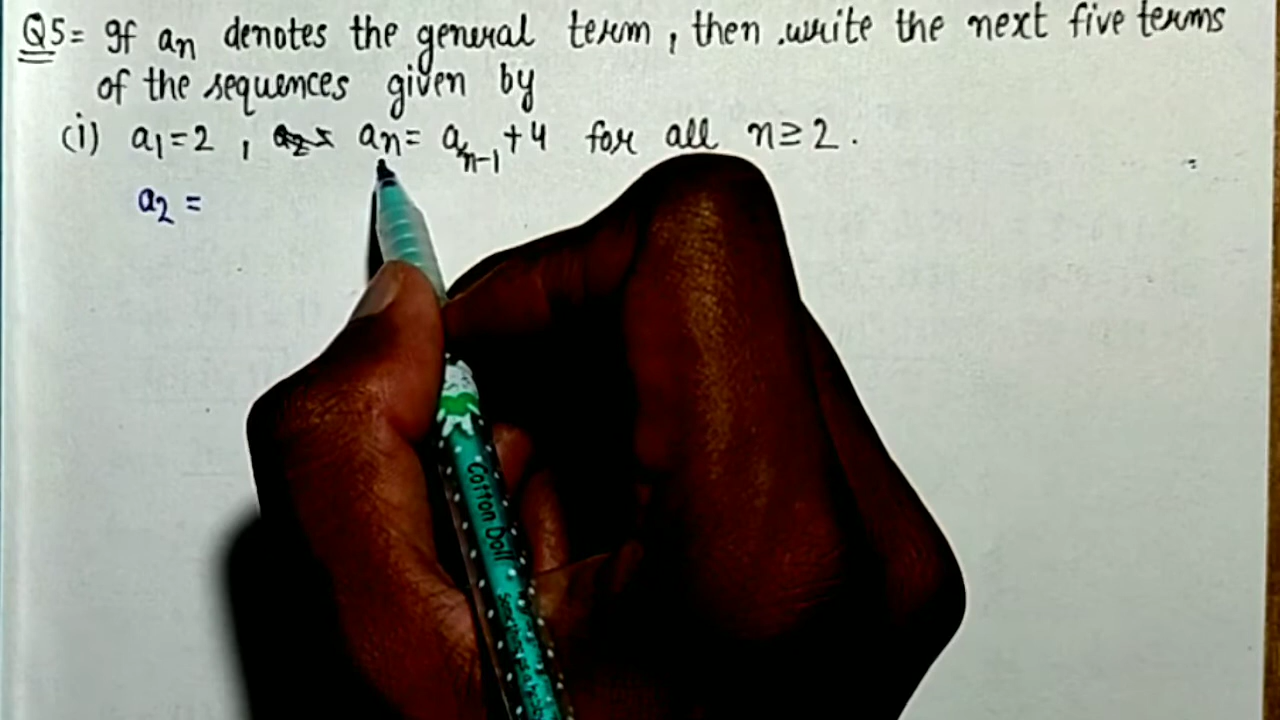 Q5= If an denotes the general term, then write the next five terms
of the sequences given by
(i) a1=2, an= an-1+4 for all n≥2.
a2=
Cotton Doll